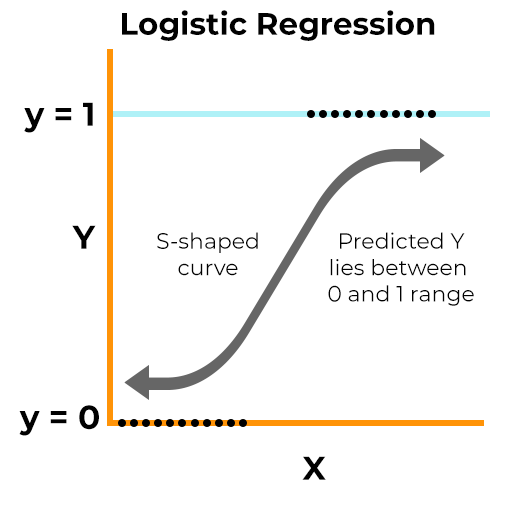 Logistic Regression
y = 1
Y
S-shaped
curve
Predicted Y
lies between
0 and 1 range
y = 0
X